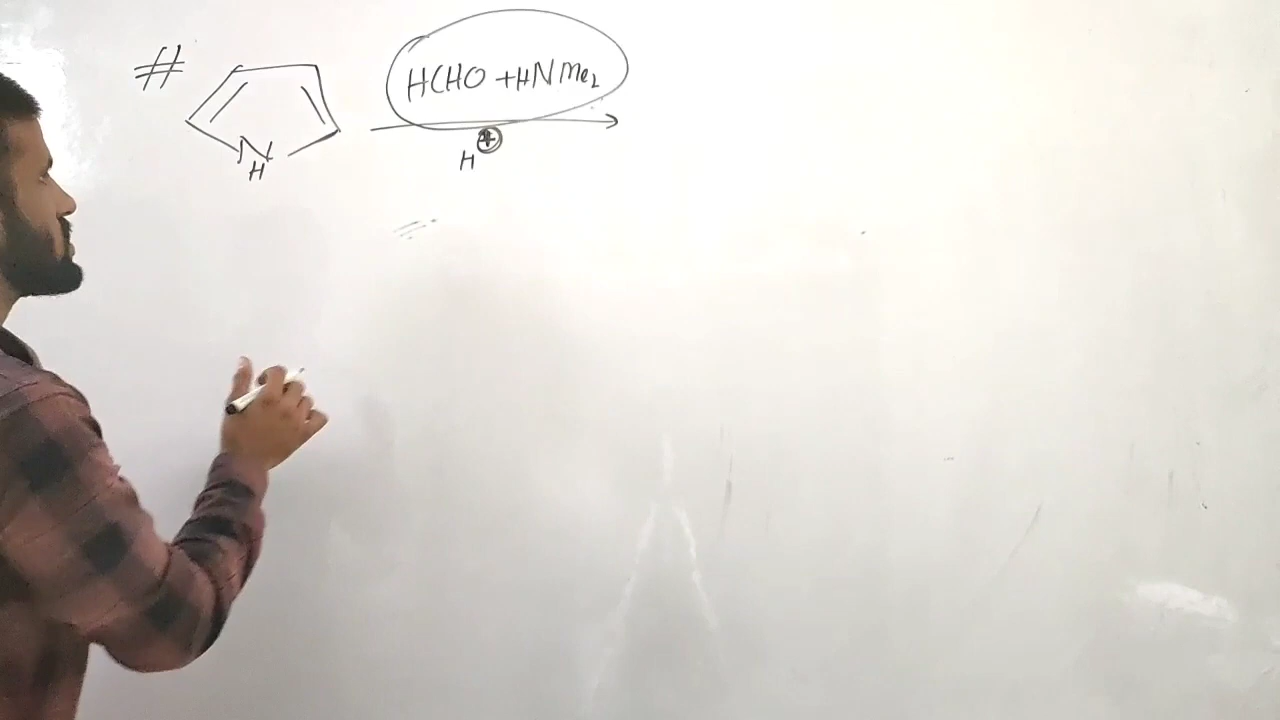 #
HCHO + HNMe₂
H⊕
N
H